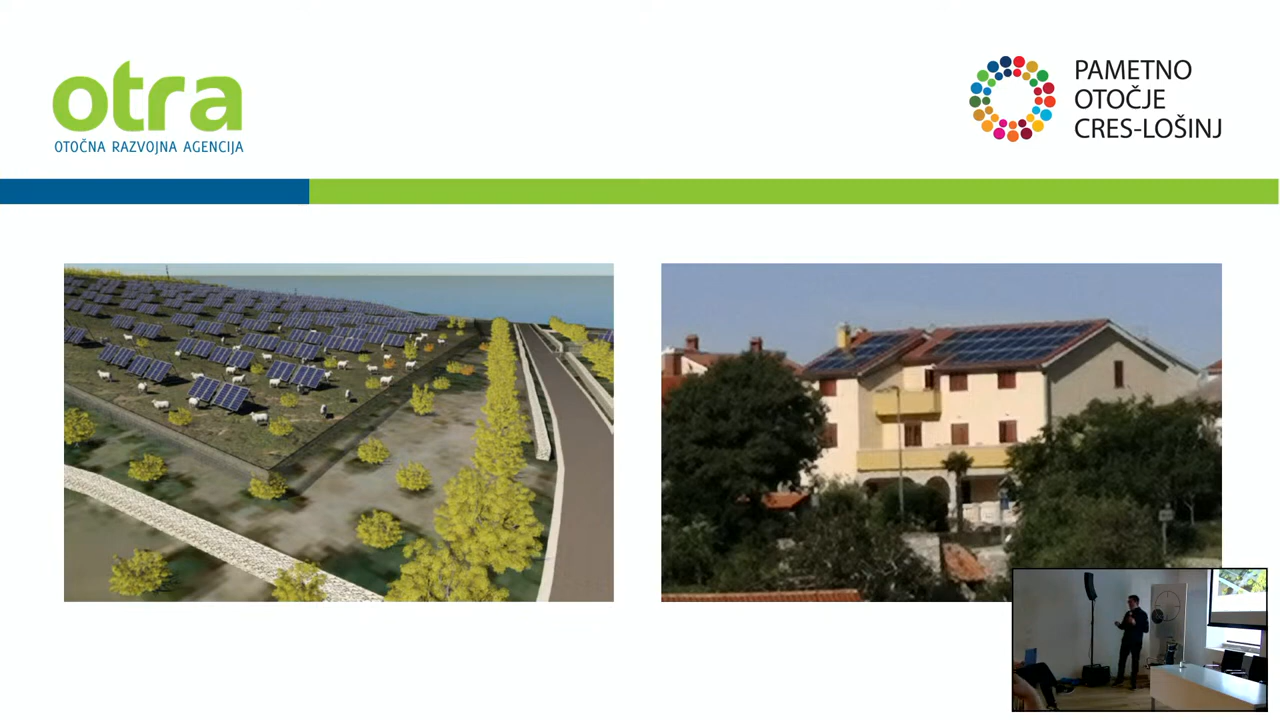 otra
OTOČNA RAZVOJNA AGENCIJA
PAMETNO
OTOČJE
CRES-LOŠINJ